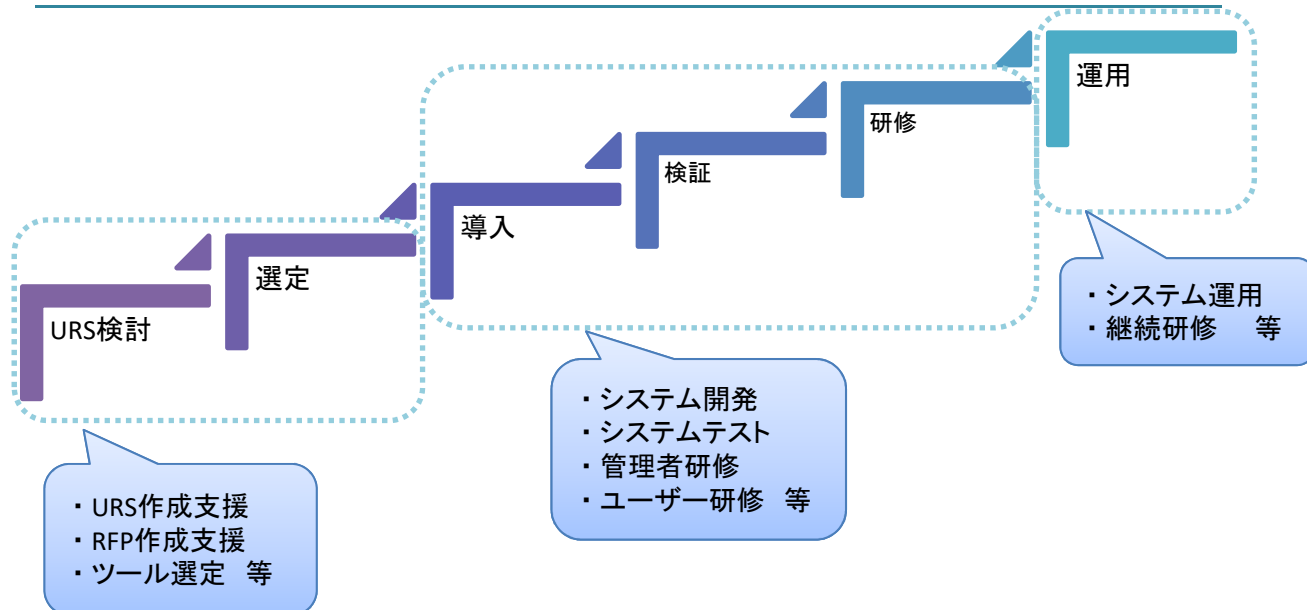 URS検討
選定
導入
検証
研修
運用
・URS作成支援
・RFP作成支援
・ツール選定　等
・システム開発
・システムテスト
・管理者研修
・ユーザー研修　等
・システム運用
・継続研修　等